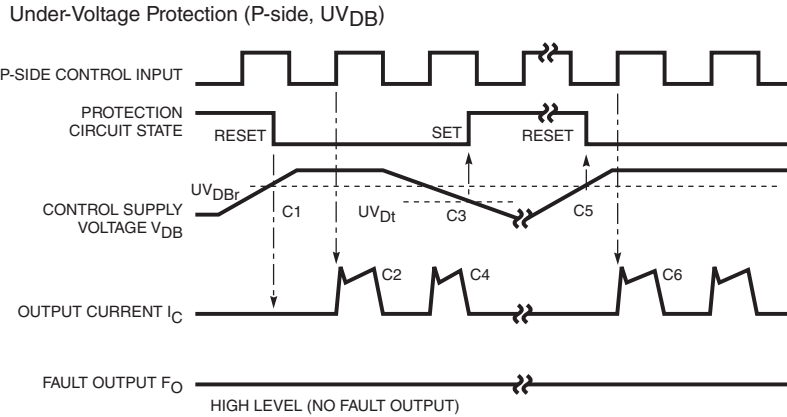 Under-Voltage Protection (P-side, UVDB)
P-SIDE CONTROL INPUT
PROTECTION
CIRCUIT STATE
RESET
SET
RESET
UVDBr
CONTROL SUPPLY
VOLTAGE VDB
C1
UVDt
C3
C5
C2
C4
C6
OUTPUT CURRENT IC
FAULT OUTPUT FO
HIGH LEVEL (NO FAULT OUTPUT)